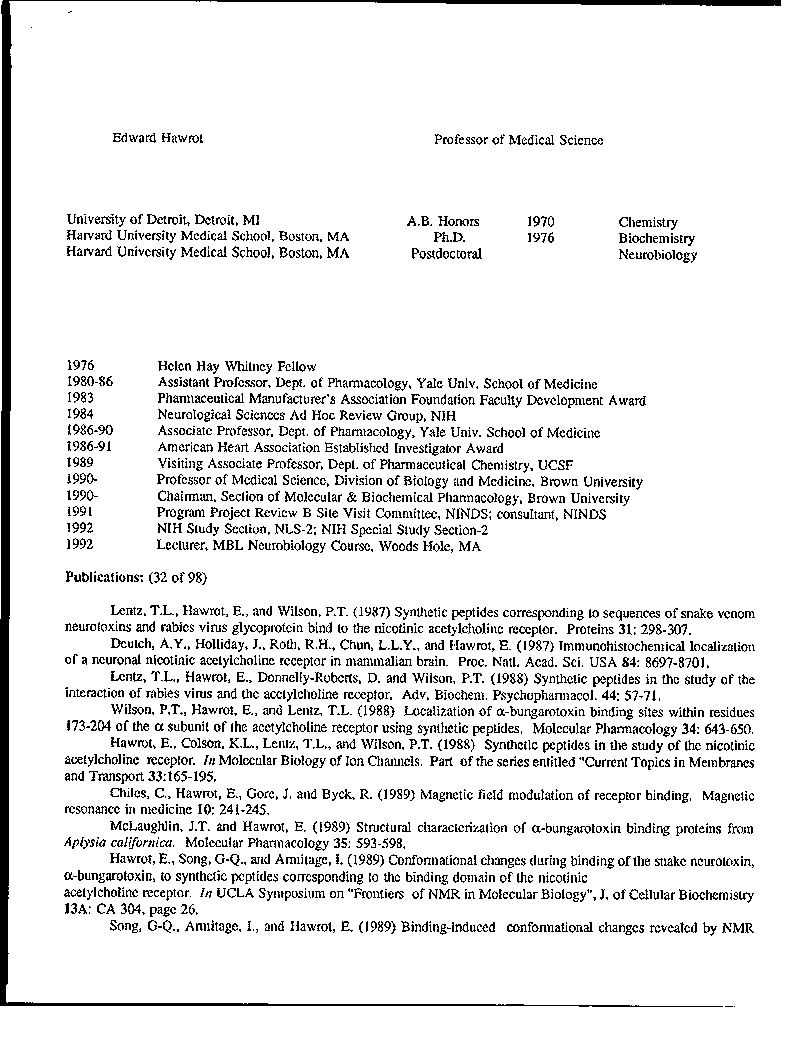 Edward Hawrot Professor of Medical Science
University of Detroit, Detroit, MI A.B. Honors 1970 Chemistry
Harvard University Medical School, Boston, MA Ph.D. 1976 Biochemistry
Harvard University Medical School, Boston, MA Postdoctoral Neurobiology
1976 Helen Hay Whitney Fellow
1980-86 Assistant Professor, Dept. of Pharmacology, Yale Univ. School of Medicine
1983 Pharmaceutical Manufacturer's Association Foundation Faculty Development Award
1984 Neurological Sciences Ad Hoc Review Group, NIH
1986-90 Associate Professor, Dept. of Pharmacology, Yale Univ. School of Medicine
1986-91 American Heart Association Established Investigator Award
1989 Visiting Associate Professor, Dept. of Pharmaceutical Chemistry, UCSF
1990- Professor of Medical Science, Division of Biology and Medicine, Brown University
1990- Chairman, Section of Molecular & Biochemical Pharmacology, Brown University
1991 Program Project Review B Site Visit Committee, NINDS; consultant, NINDS
1992 NIH Study Section, NLS-2; NIH Special Study Section-2
1992 Lecturer, MBL Neurobiology Course, Woods Hole, MA
Publications: (32 of 98)
Lentz, T.L., Hawrot, E., and Wilson, P.T. (1987) Synthetic peptides corresponding to sequences of snake venom
neurotoxins and rabies virus glycoprotein bind to the nicotinic acetylcholine receptor. Proteins 31: 298-307.
Deutch, A.Y., Holliday, J., Roth, R.H., Chun, L.L.Y., and Hawrot, E. (1987) Immunohistochemical localization
of a neuronal nicotinic acetylcholine receptor in mammalian brain. Proc. Natl. Acad. Sci. USA 84: 8697-8701.
Lentz, T.L., Hawrot, E., Donnelly-Roberts, D. and Wilson, P.T. (1988) Synthetic peptides in the study of the
interaction of rabies virus and the acetylcholine receptor. Adv. Biochem. Psychopharmacol. 44: 57-71.
Wilson, P.T., Hawrot, E., and Lentz, T.L. (1988) Localization of α-bungarotoxin binding sites within residues
173-204 of the α subunit of the acetylcholine receptor using synthetic peptides. Molecular Pharmacology 34: 643-650.
Hawrot, E., Colson, K.L., Lentz, T.L., and Wilson, P.T. (1988) Synthetic peptides in the study of the nicotinic
acetylcholine receptor. In Molecular Biology of Ion Channels. Part of the series entitled "Current Topics in Membranes
and Transport 33:165-195.
Chiles, C., Hawrot, E., Gore, J. and Byck, R. (1989) Magnetic field modulation of receptor binding. Magnetic
resonance in medicine 10: 241-245.
McLaughlin, J.T. and Hawrot, E. (1989) Structural characterization of α-bungarotoxin binding proteins from
Aplysia californica. Molecular Pharmacology 35: 593-598.
Hawrot, E., Song, G-Q., and Armitage, I. (1989) Conformational changes during binding of the snake neurotoxin,
α-bungarotoxin, to synthetic peptides corresponding to the binding domain of the nicotinic
acetylcholine receptor. In UCLA Symposium on "Frontiers of NMR in Molecular Biology", J. of Cellular Biochemistry
13A: CA 304, page 26.
Song, G-Q., Armitage, I., and Hawrot, E. (1989) Binding-induced conformational changes revealed by NMR